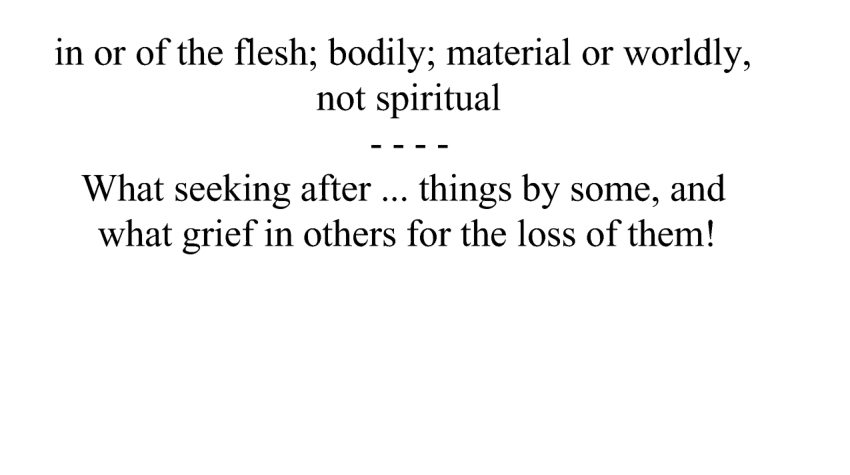 in or of the flesh; bodily; material or worldly,
not spiritual
- - - -
What seeking after ... things by some, and
what grief in others for the loss of them!